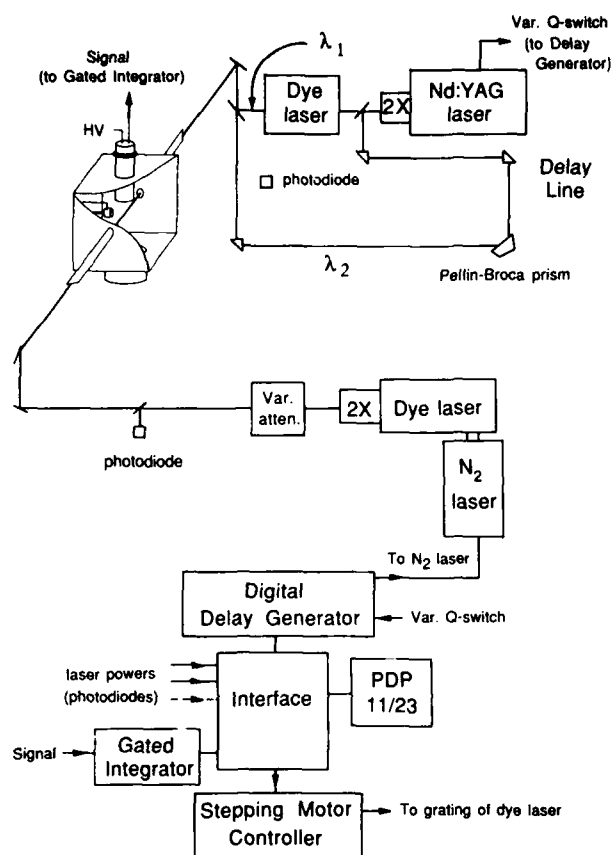 Var. Q-switch
(to Delay
Generator)
Signal
(to Gated Integrator)
λ1
Dye
laser
2X
Nd:YAG
laser
HV
photodiode
Delay
Line
λ2
Pellin-Broca prism
Var.
atten.
2X
Dye laser
photodiode
N2
laser
To N2 laser
Digital
Delay Generator
Var. Q-switch
laser powers
(photodiodes)
Interface
PDP
11/23
Signal
Gated
Integrator
Stepping Motor
Controller
To grating of dye laser